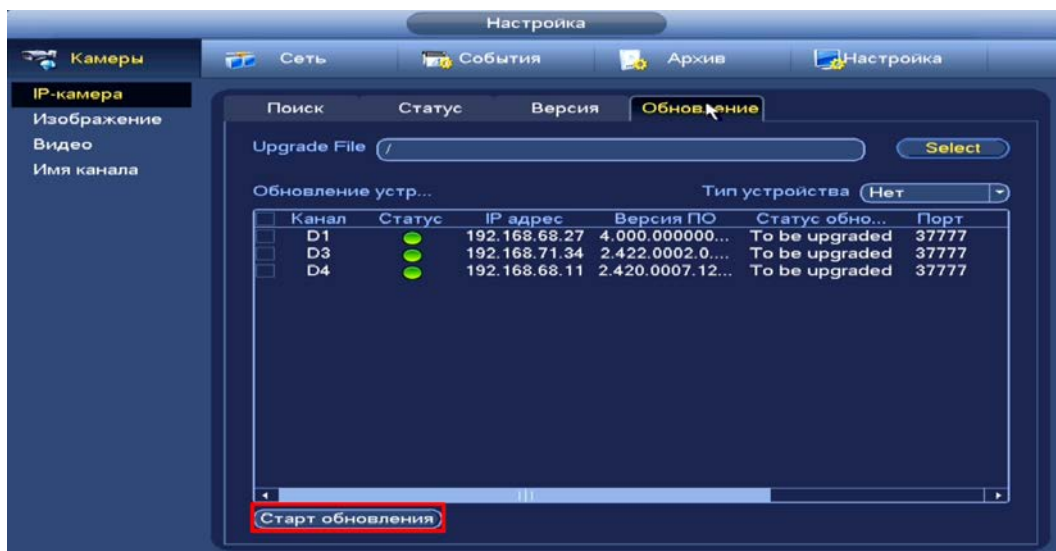 Настройка
Камеры Сеть События Архив Настройка
IP-камера
Изображение
Видео
Имя канала
Поиск Статус Версия Обновление
Upgrade File / Select
Обновление устр... Тип устройства Нет
Канал Статус IP адрес Версия ПО Статус обно... Порт
D1 192.168.68.27 4.000.000000... To be upgraded 37777
D3 192.168.71.34 2.422.0002.0.... To be upgraded 37777
D4 192.168.68.11 2.420.0007.12... To be upgraded 37777
Старт обновления